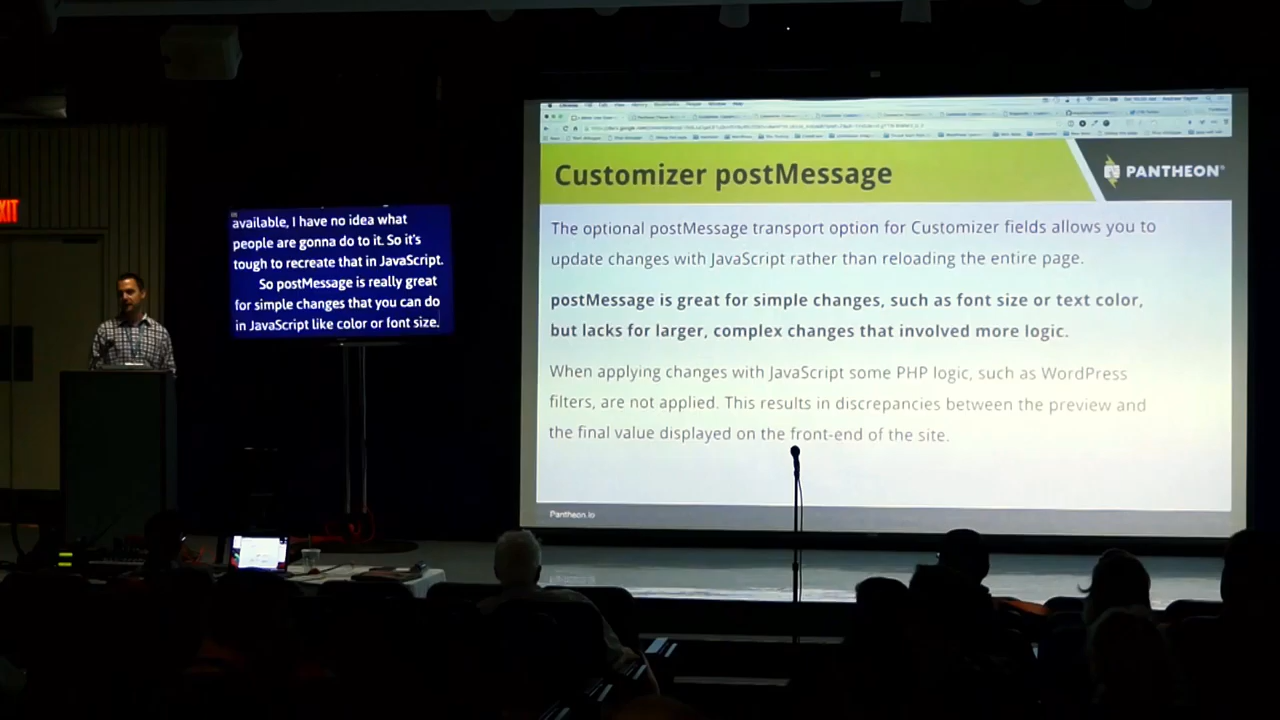 EXIT
available, I have no idea what
people are gonna do to it. So it's
tough to recreate that in JavaScript.
So postMessage is really great
for simple changes that you can do
in JavaScript like color or font size.
Customizer postMessage
PANTHEON®
The optional postMessage transport option for Customizer fields allows you to
update changes with JavaScript rather than reloading the entire page.
postMessage is great for simple changes, such as font size or text color,
but lacks for larger, complex changes that involved more logic.
When applying changes with JavaScript some PHP logic, such as WordPress
filters, are not applied. This results in discrepancies between the preview and
the final value displayed on the front-end of the site.
Pantheon.io